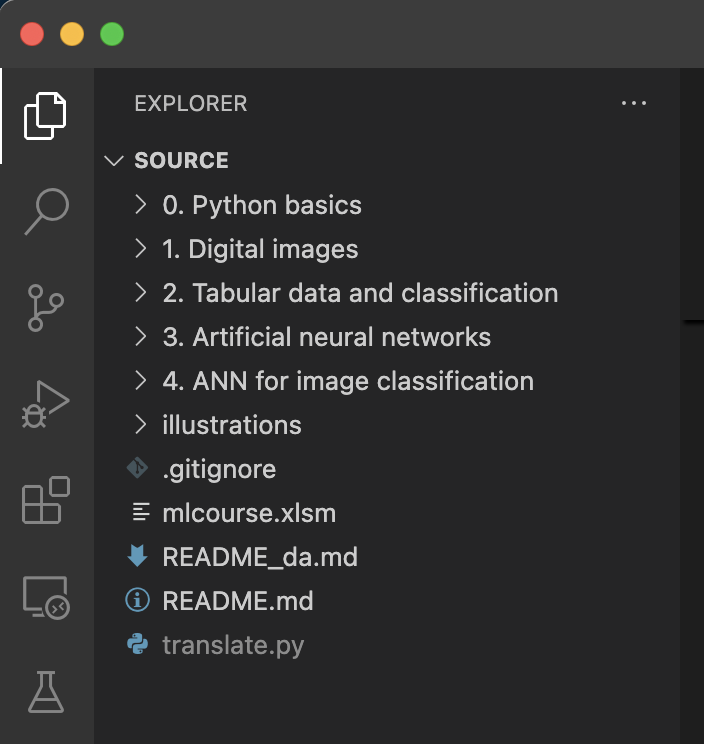 EXPLORER
SOURCE
0. Python basics
1. Digital images
2. Tabular data and classification
3. Artificial neural networks
4. ANN for image classification
illustrations
.gitignore
mlcourse.xlsm
README_da.md
README.md
translate.py